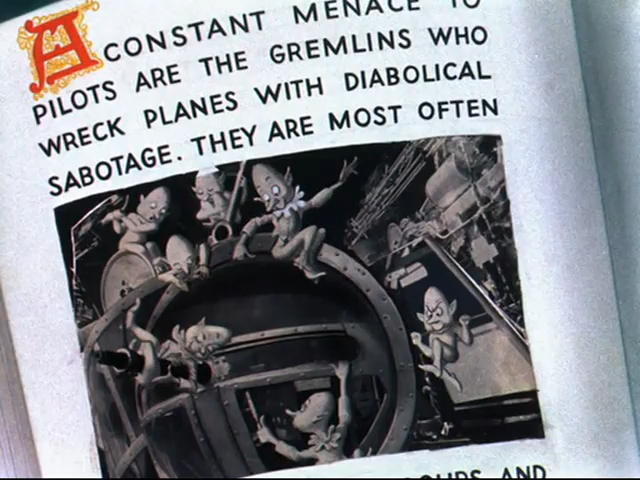 A CONSTANT MENACE TO
PILOTS ARE THE GREMLINS WHO
WRECK PLANES WITH DIABOLICAL
SABOTAGE. THEY ARE MOST OFTEN
AND